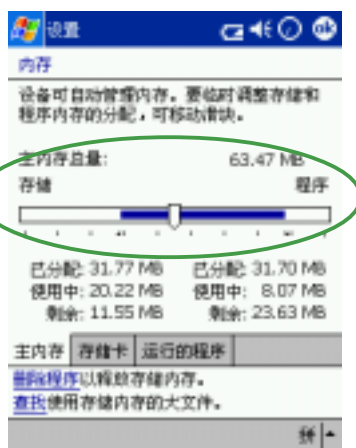 设置 ok
内存
设备可自动管理内存。要临时调整存储和
程序内存的分配，可移动滑块。
主内存总量: 63.47 MB
存储 程序
已分配: 31.77 MB 已分配: 31.70 MB
使用中: 20.22 MB 使用中: 8.07 MB
剩余: 11.55 MB 剩余: 23.63 MB
主内存 存储卡 运行的程序
删除程序以释放存储内存。
查找使用存储内存的大文件。
拼